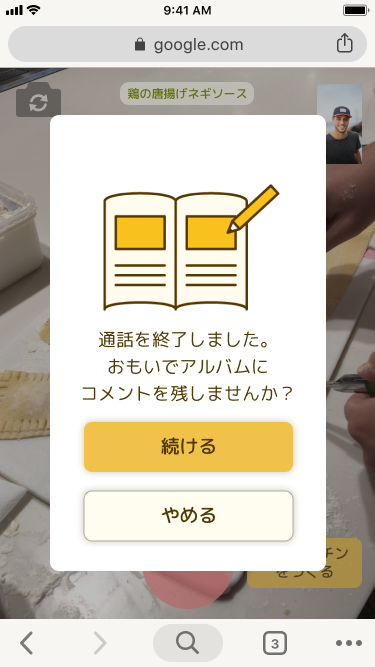 9:41 AM
google.com
鶏の唐揚げネギソース
通話を終了しました。
おもいでアルバムに
コメントを残しませんか？
続ける
やめる
チン
をつくる
3